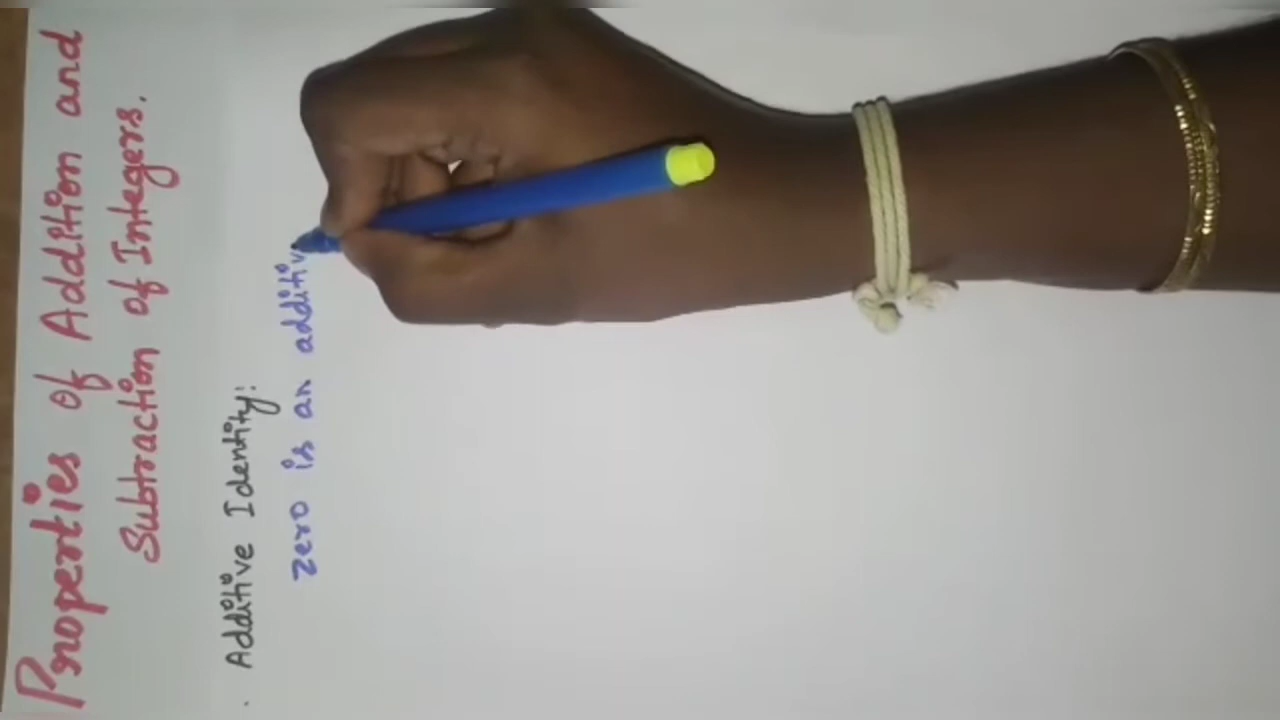 Properties of Addition and
Subtraction of Integers.
. Additive Identity:
zero is an additiv